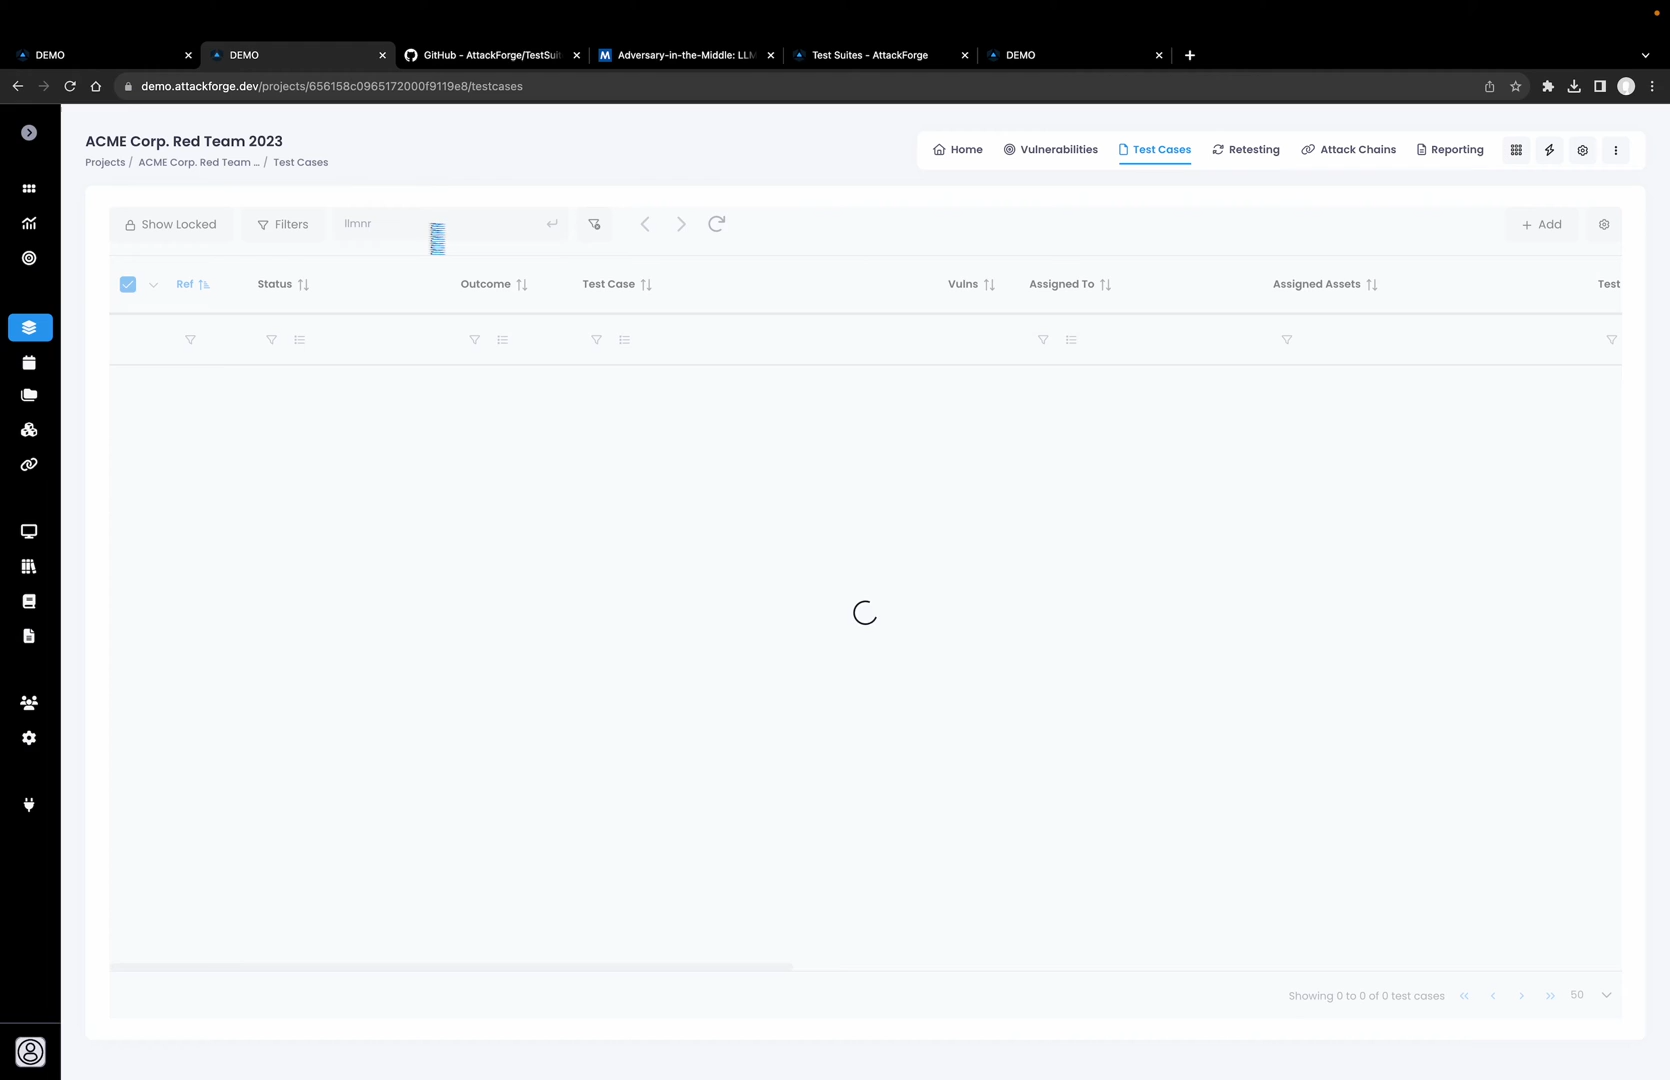 DEMO
DEMO
GitHub - AttackForge/TestSuit
Adversary-in-the-Middle: LLM
Test Suites - AttackForge
DEMO
demo.attackforge.dev/projects/656158c0965172000f9119e8/testcases
ACME Corp. Red Team 2023
Projects / ACME Corp. Red Team ... / Test Cases
Home
Vulnerabilities
Test Cases
Retesting
Attack Chains
Reporting
Show Locked
Filters
llmnr
+ Add
Ref
Status
Outcome
Test Case
Vulns
Assigned To
Assigned Assets
Test
Showing 0 to 0 of 0 test cases
50